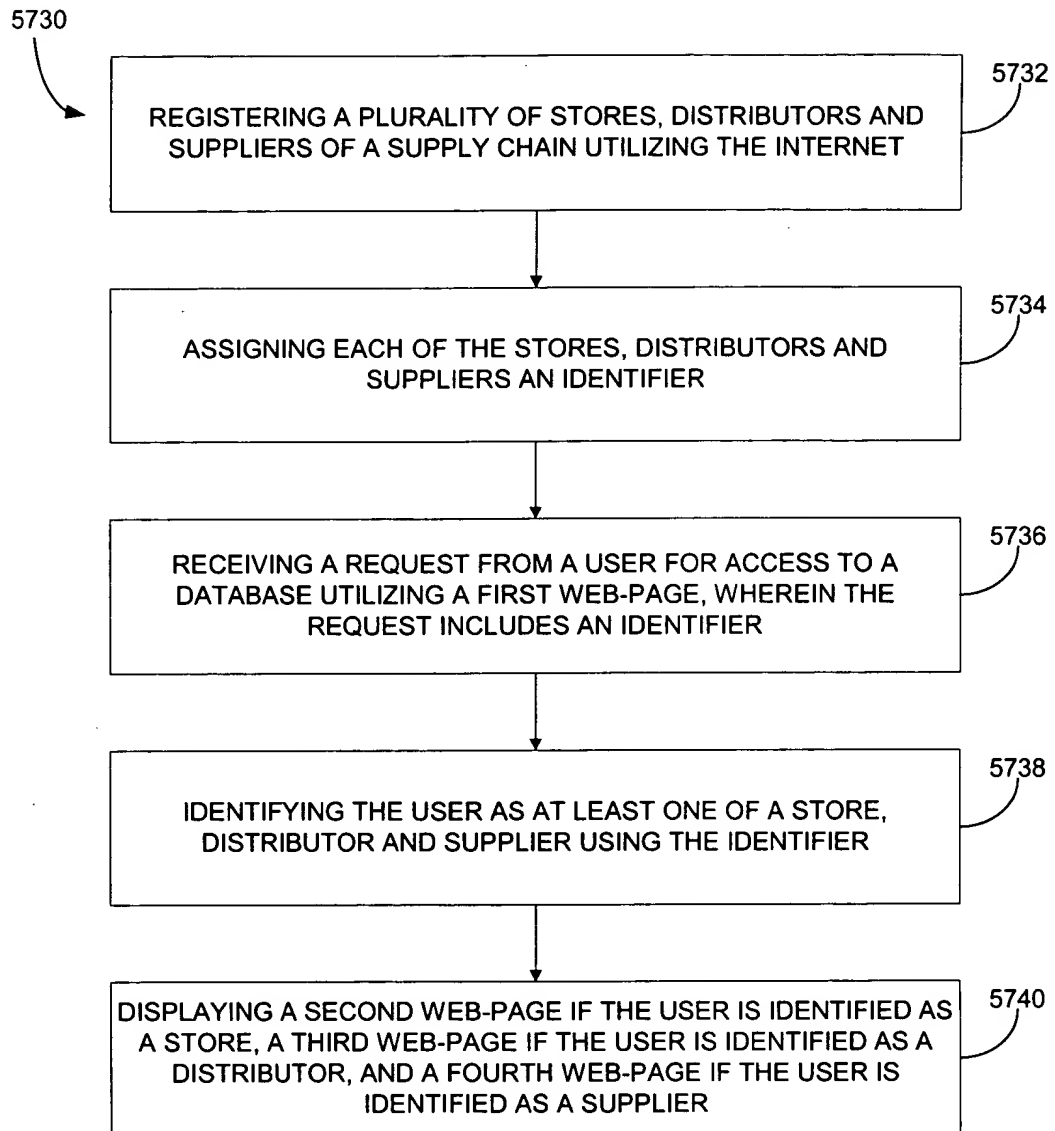 5730
5732
REGISTERING A PLURALITY OF STORES, DISTRIBUTORS AND
SUPPLIERS OF A SUPPLY CHAIN UTILIZING THE INTERNET
5734
ASSIGNING EACH OF THE STORES, DISTRIBUTORS AND
SUPPLIERS AN IDENTIFIER
5736
RECEIVING A REQUEST FROM A USER FOR ACCESS TO A
DATABASE UTILIZING A FIRST WEB-PAGE, WHEREIN THE
REQUEST INCLUDES AN IDENTIFIER
5738
IDENTIFYING THE USER AS AT LEAST ONE OF A STORE,
DISTRIBUTOR AND SUPPLIER USING THE IDENTIFIER
5740
DISPLAYING A SECOND WEB-PAGE IF THE USER IS IDENTIFIED AS
A STORE, A THIRD WEB-PAGE IF THE USER IS IDENTIFIED AS A
DISTRIBUTOR, AND A FOURTH WEB-PAGE IF THE USER IS
IDENTIFIED AS A SUPPLIER